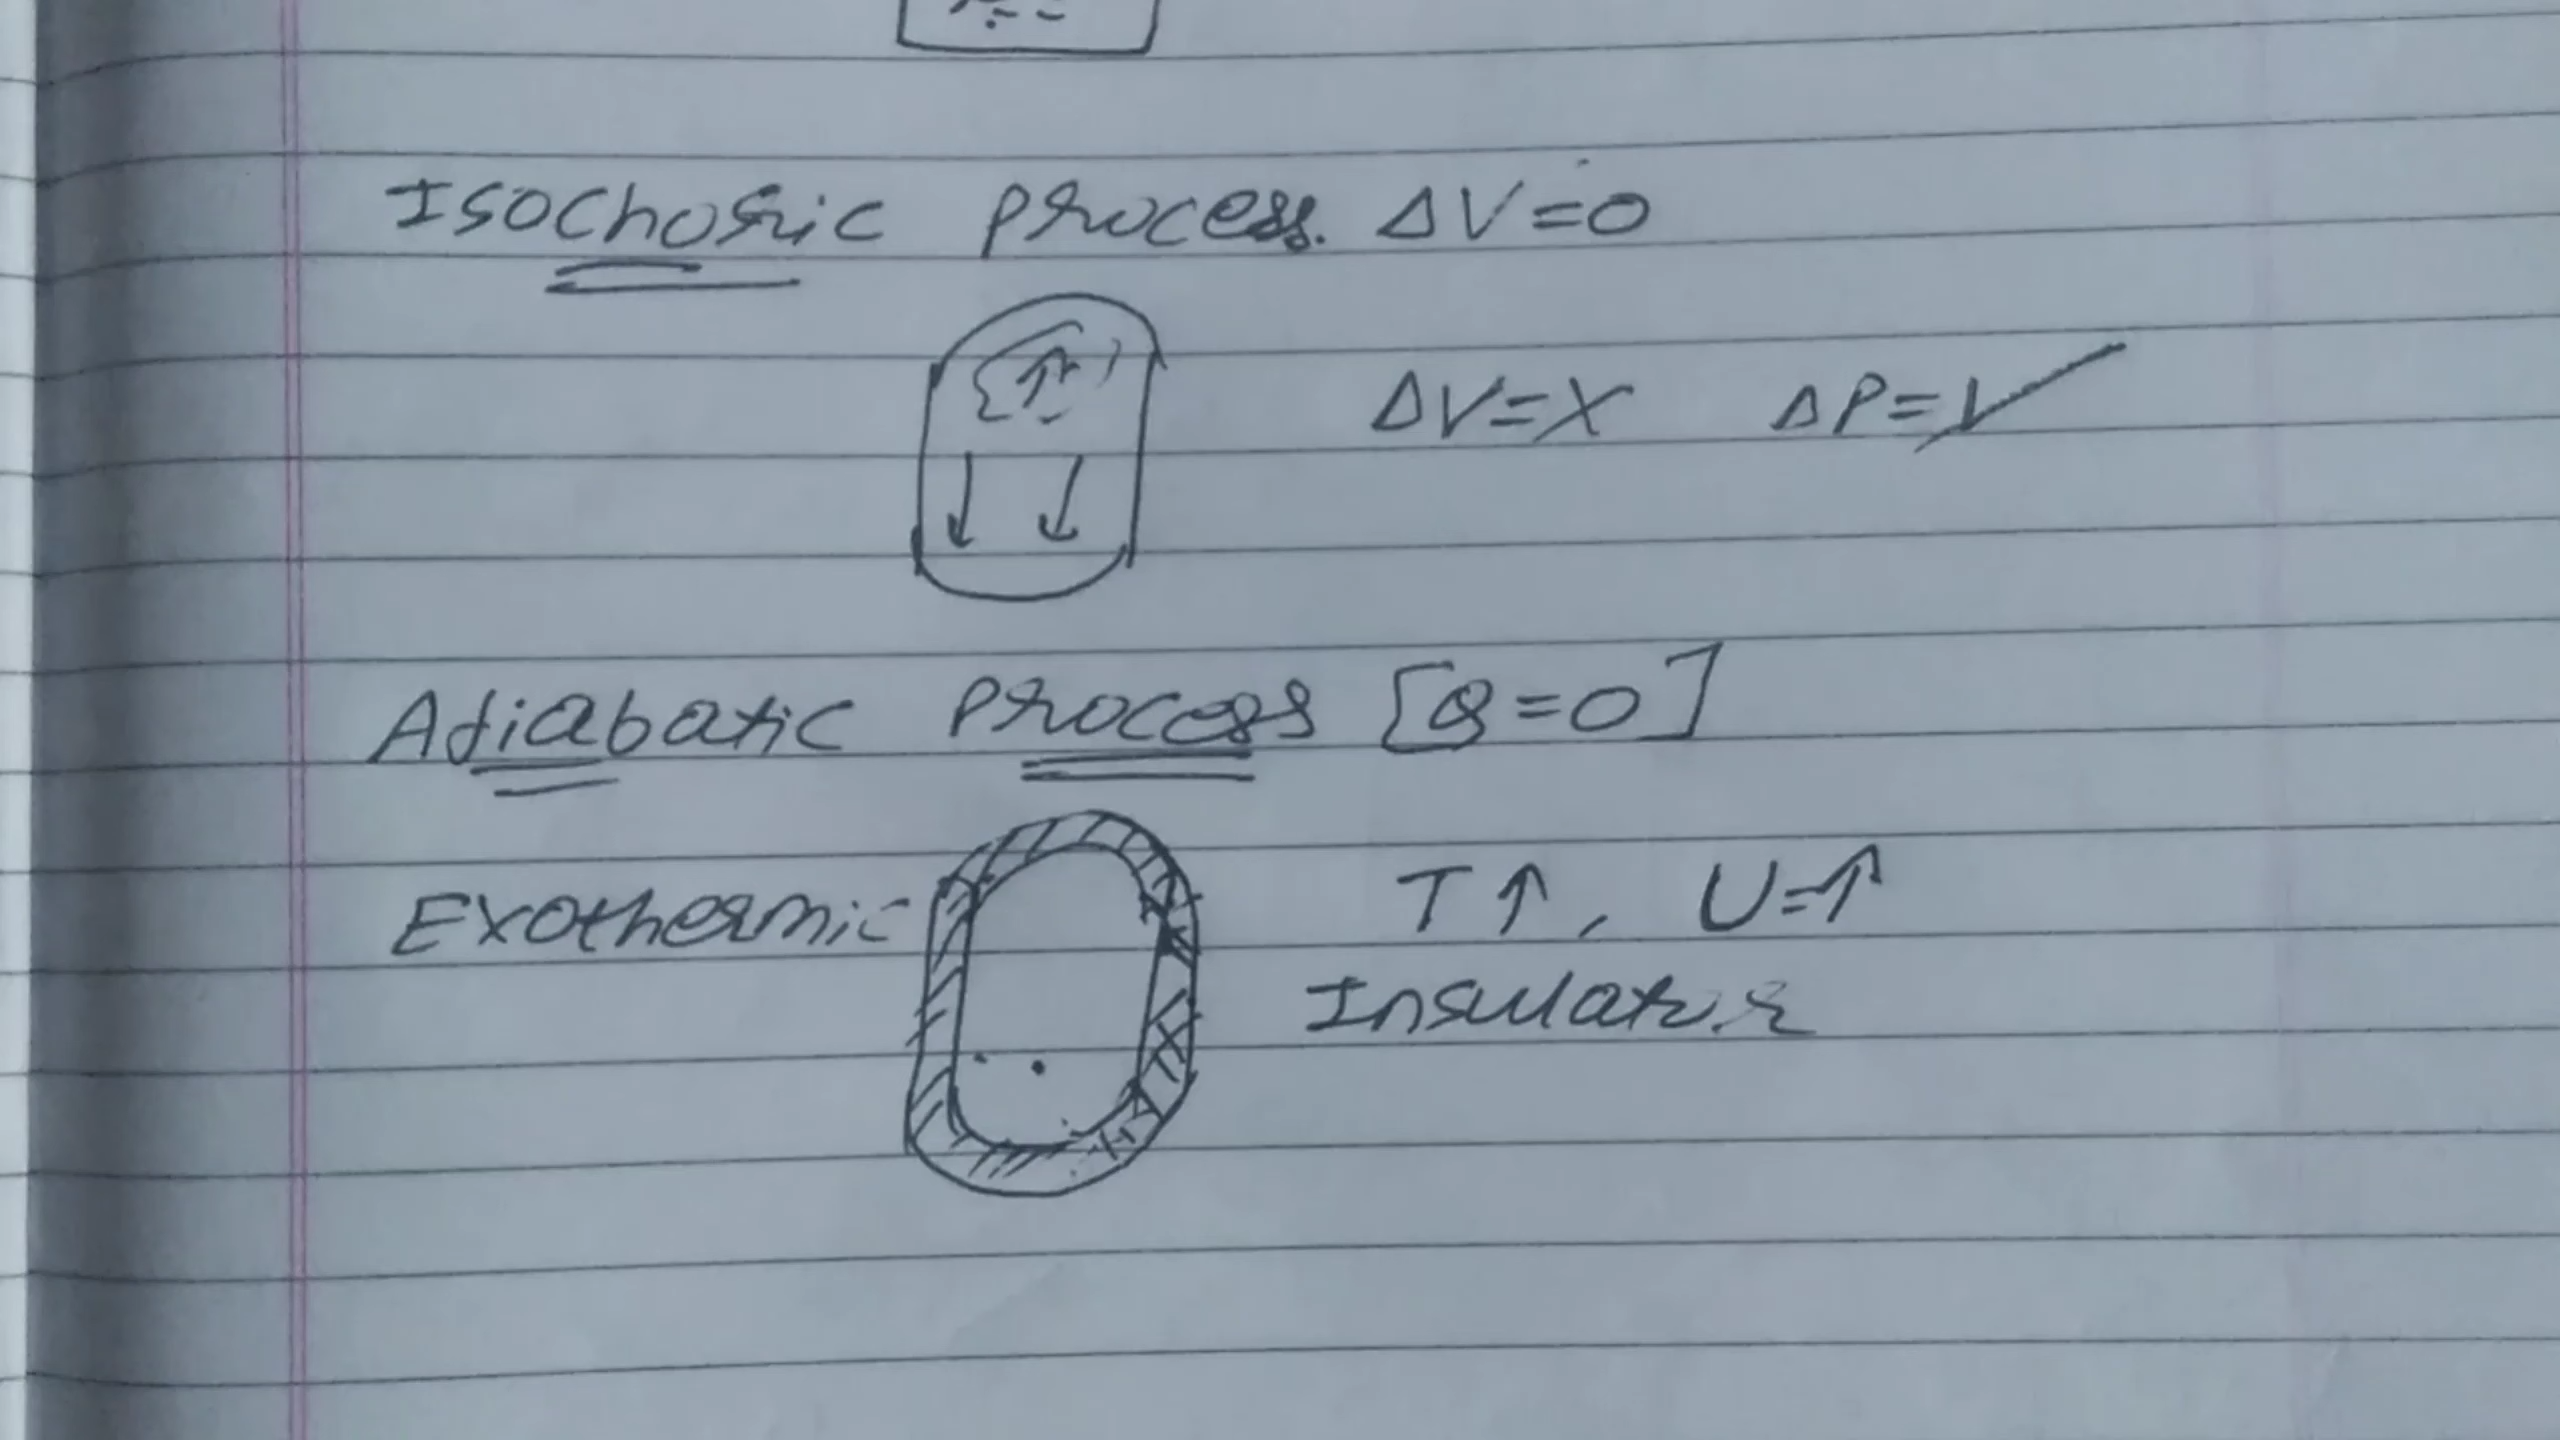 Isochoric process. ΔV=0
ΔV=X ΔP=✓
Adiabatic process [Q=0]
Exothermic T↑, U=↑
Insulator